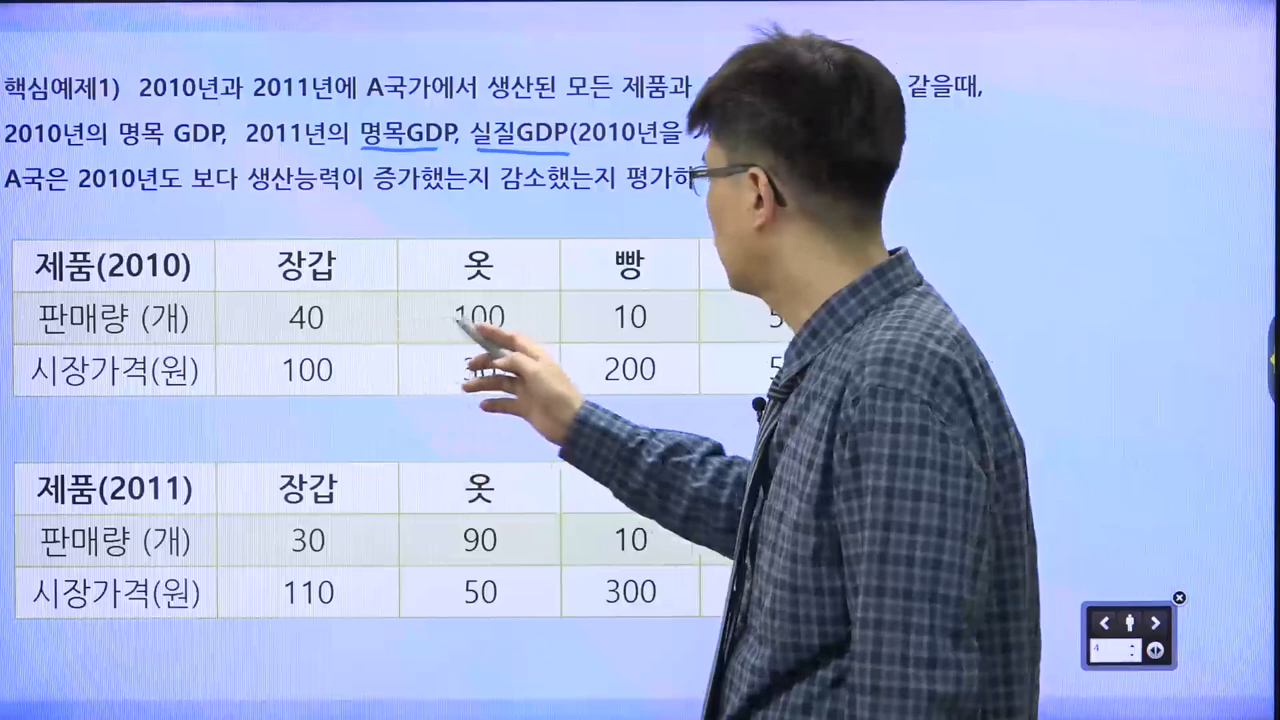 핵심예제1) 2010년과 2011년에 A국가에서 생산된 모든 제품과 같을때,
2010년의 명목 GDP, 2011년의 명목GDP, 실질GDP(2010년을
A국은 2010년도 보다 생산능력이 증가했는지 감소했는지
제품(2010) 장갑 옷 빵
판매량 (개) 40 100 10
시장가격(원) 100 200
제품(2011) 장갑 옷
판매량 (개) 30 90 10
시장가격(원) 110 50 300
4